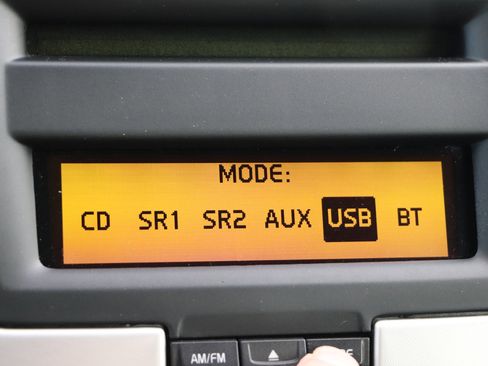 MODE:
CD SR1 SR2 AUX USB BT
AM/FM